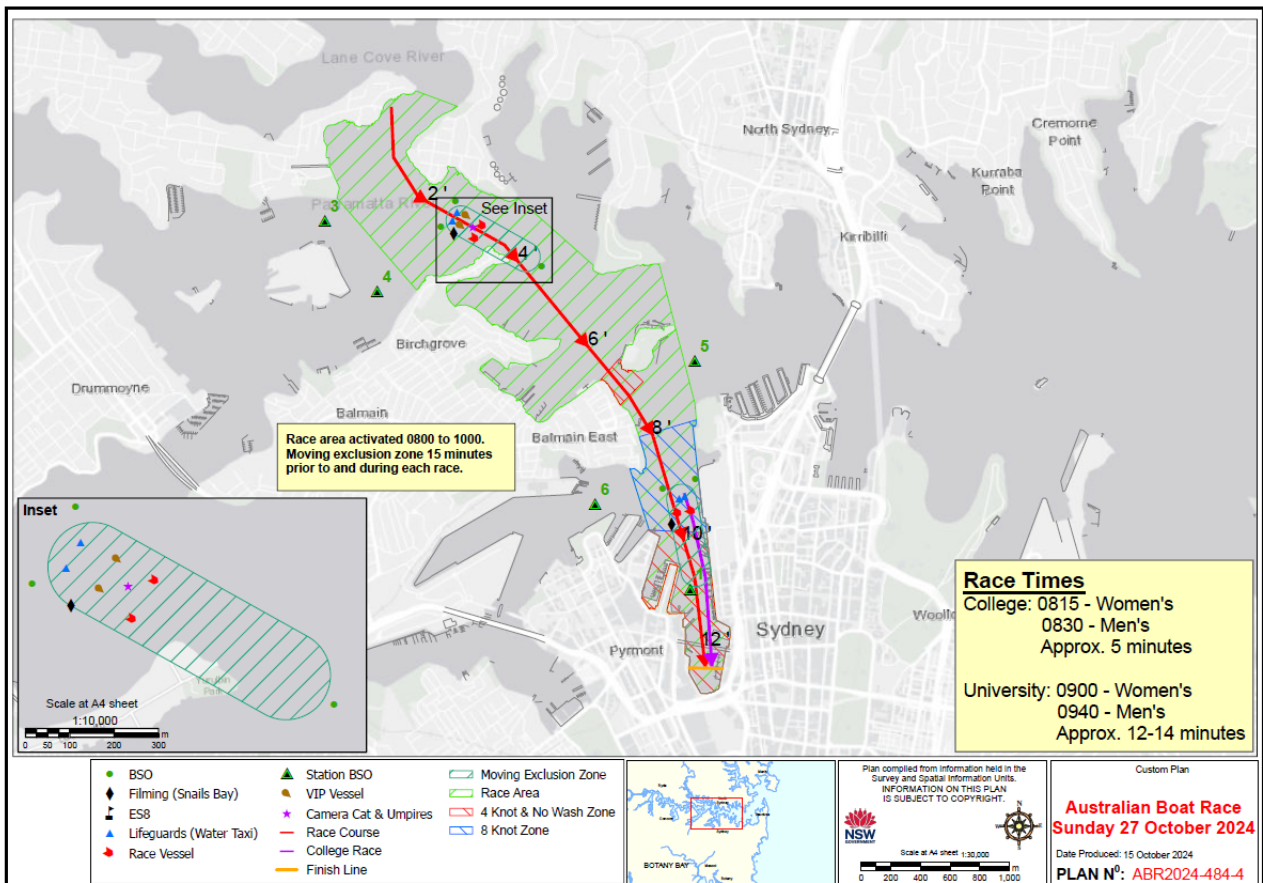 Lane Cove River
North Sydney
Cremorne
Point
Kurraba
Point
2 '
See Inset
3
4 '
4
Kirribilli
6 '
Birchgrove
5
Drummoyne
Balmain
8 '
Balmain East
Race area activated 0800 to 1000.
Moving exclusion zone 15 minutes
prior to and during each race.
6
10'
Inset
Scale at A4 sheet
1:10,000
0 50 100 200 300
m
12 '
Sydney
Pyrmont
Race Times
College: 0815 - Women's
0830 - Men's
Approx. 5 minutes
University: 0900 - Women's
0940 - Men's
Approx. 12-14 minutes
BSO
Filming (Snails Bay)
ES8
Lifeguards (Water Taxi)
Race Vessel
Station BSO
VIP Vessel
Camera Cat & Umpires
Race Course
College Race
Finish Line
Moving Exclusion Zone
Race Area
4 Knot & No Wash Zone
8 Knot Zone
BOTANY BAY
Plan compiled from information held in the
Survey and Spatial Information Units.
INFORMATION ON THIS PLAN
IS SUBJECT TO COPYRIGHT.
NSW
GOVERNMENT
N
Scale at A4 sheet 1:30,000
0 200 400 600 800 1,000
m
Custom Plan
Australian Boat Race
Sunday 27 October 2024
Date Produced: 15 October 2024
PLAN Nº: ABR2024-484-4